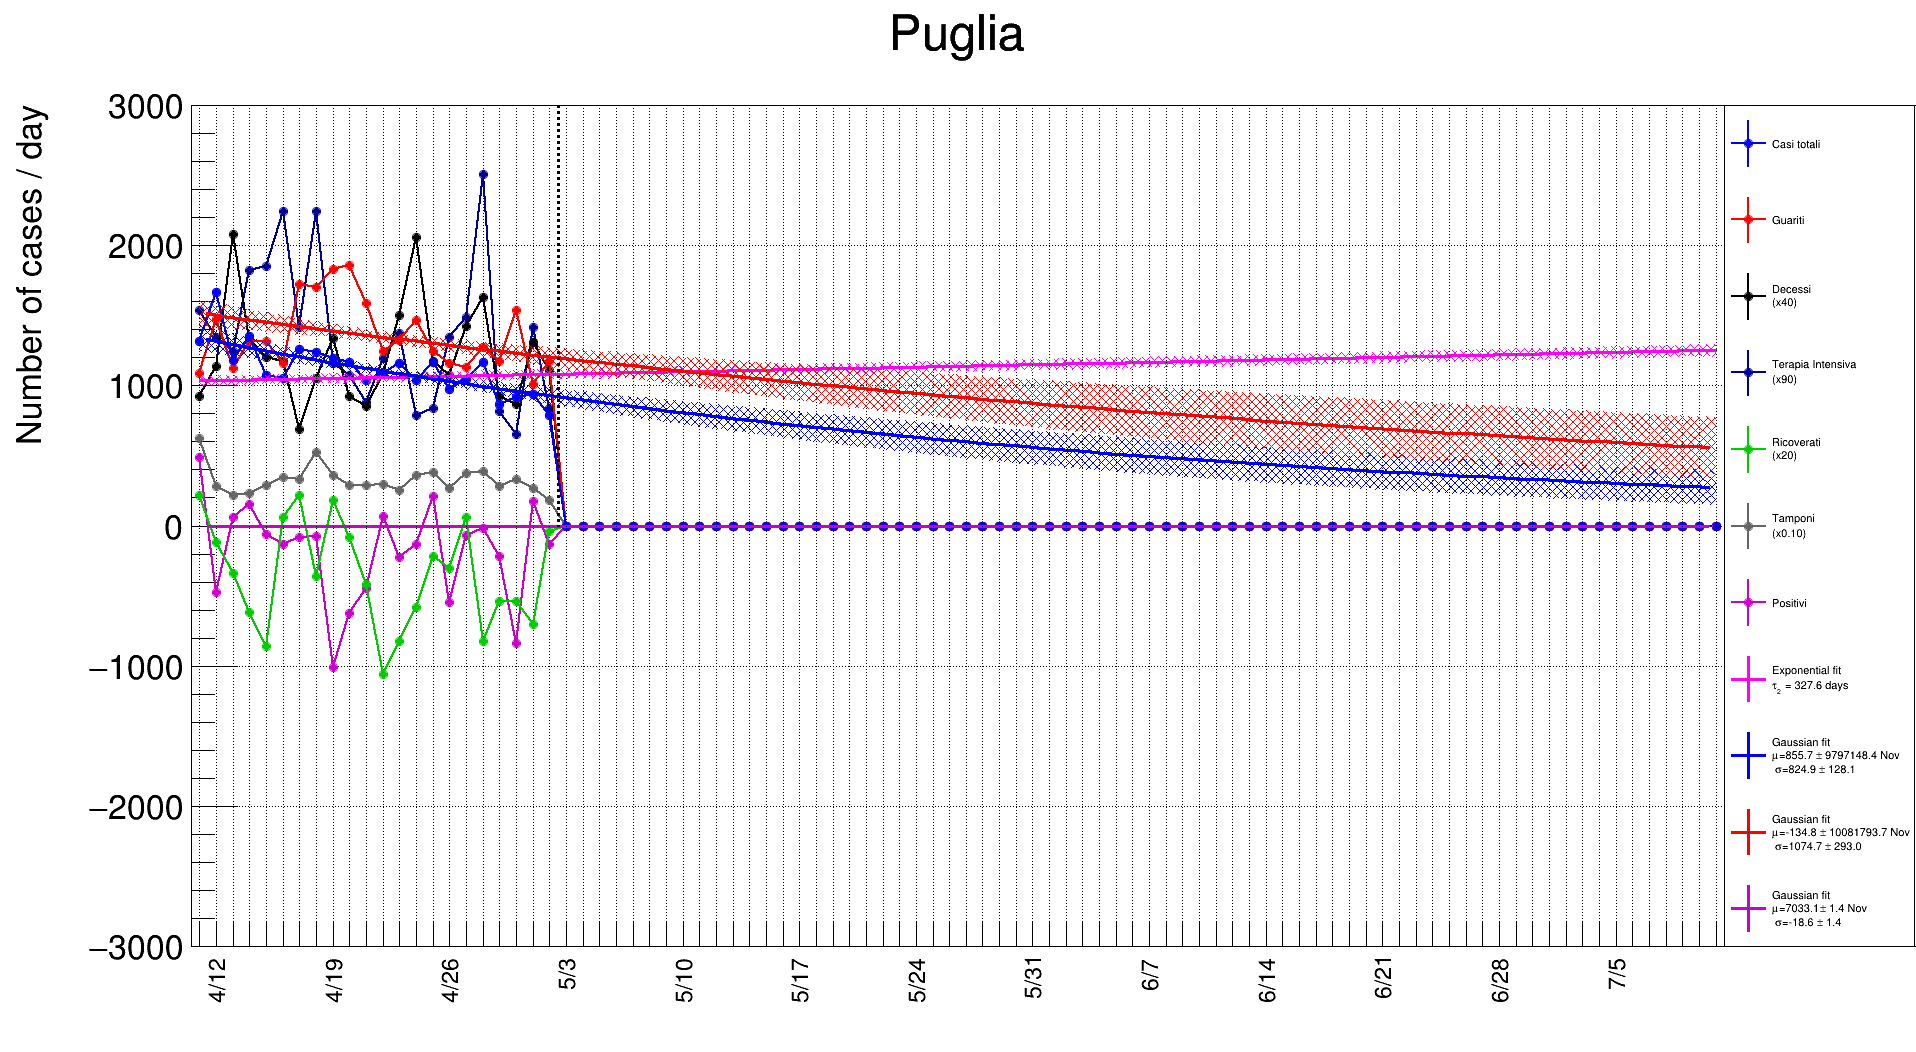 Puglia
Number of cases / day
3000
2000
1000
0
−1000
−2000
−3000
4/12
4/19
4/26
5/3
5/10
5/17
5/24
5/31
6/7
6/14
6/21
6/28
7/5
Casi totali
Guariti
Decessi
(x40)
Terapia Intensiva
(x90)
Ricoverati
(x20)
Tamponi
(x0.10)
Positivi
Exponential fit
τ2 = 327.6 days
Gaussian fit
μ=855.7 ± 9797148.4 Nov
σ=824.9 ± 128.1
Gaussian fit
μ=-134.8 ± 10081793.7 Nov
σ=1074.7 ± 293.0
Gaussian fit
μ=7033.1 ± 1.4 Nov
σ=-18.6 ± 1.4